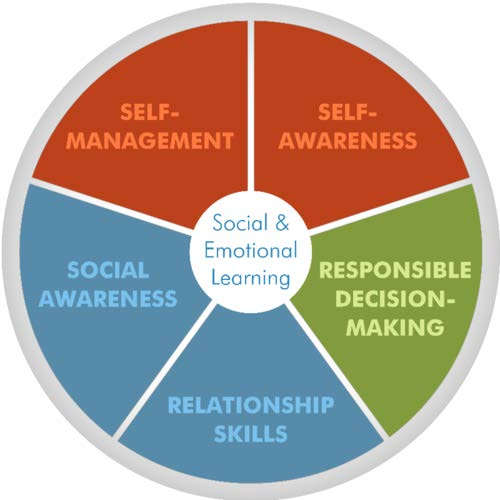 SELF-
MANAGEMENT
SELF-
AWARENESS
Social &
Emotional
Learning
SOCIAL
AWARENESS
RESPONSIBLE
DECISION-
MAKING
RELATIONSHIP
SKILLS